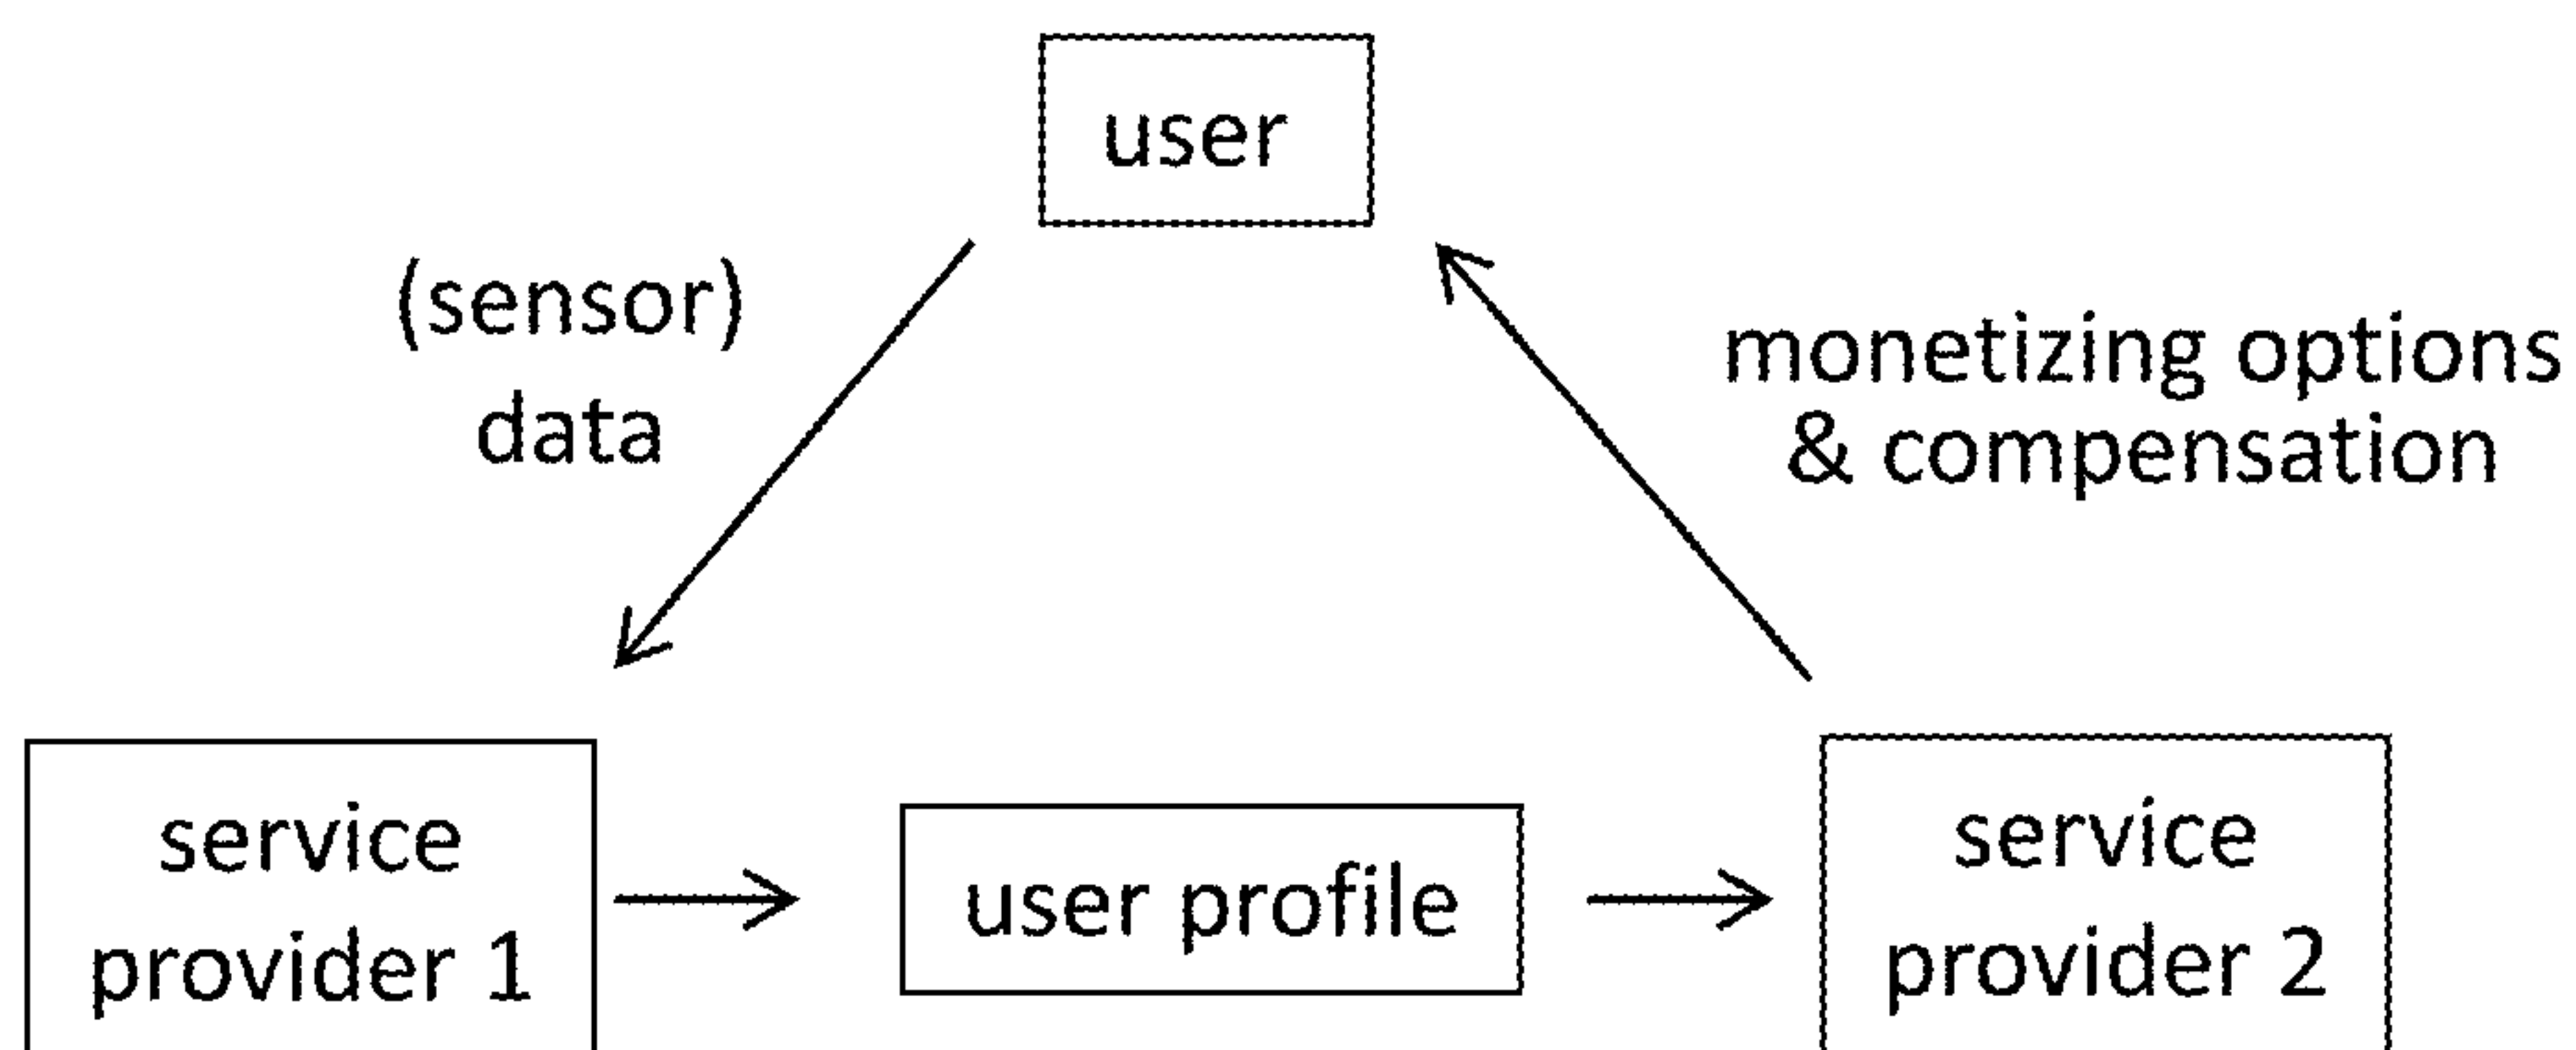 user
(sensor)
data
monetizing options
& compensation
service
provider 1
user profile
service
provider 2